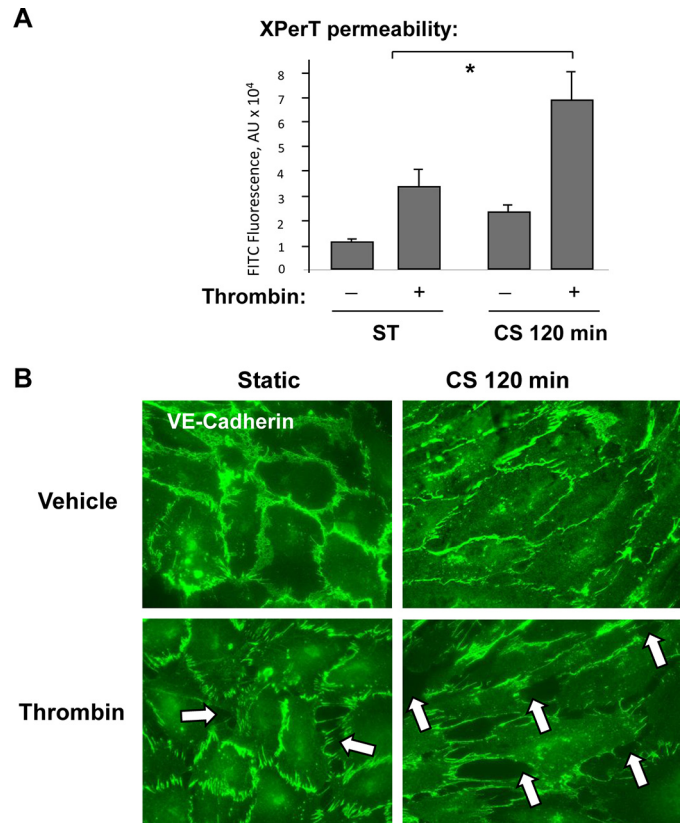 A
XPerT permeability:
*
FITC Fluorescence, AU x 10⁴
8
7
6
5
4
3
2
1
0
Thrombin: – + – +
ST CS 120 min
B
Static CS 120 min
VE-Cadherin
Vehicle
Thrombin